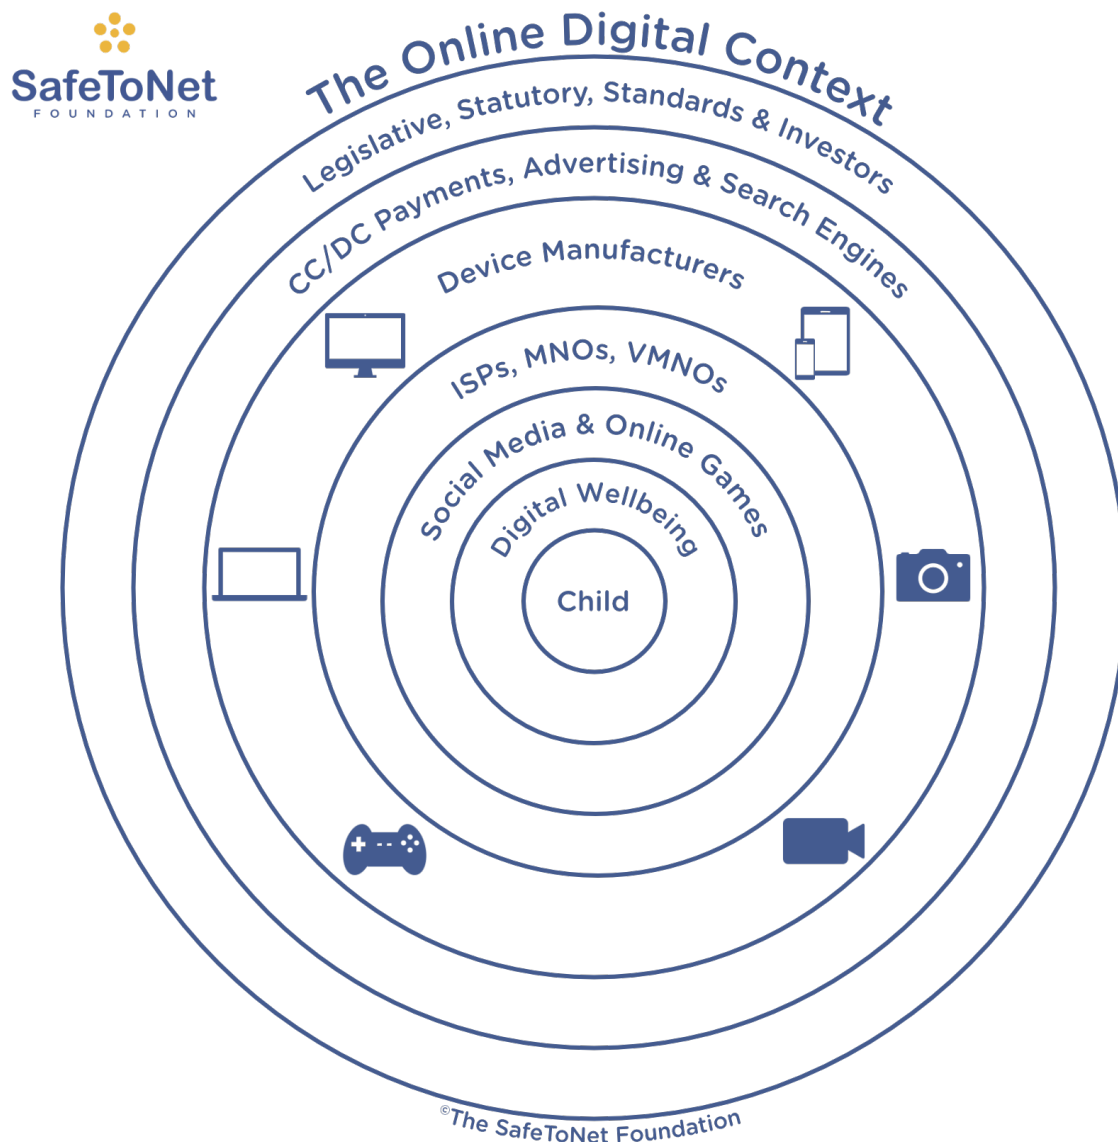 SafeToNet
FOUNDATION
The Online Digital Context
Legislative, Statutory, Standards & Investors
CC/DC Payments, Advertising & Search Engines
Device Manufacturers
ISPs, MNOs, VMNOs
Social Media & Online Games
Digital Wellbeing
Child
©The SafeToNet Foundation